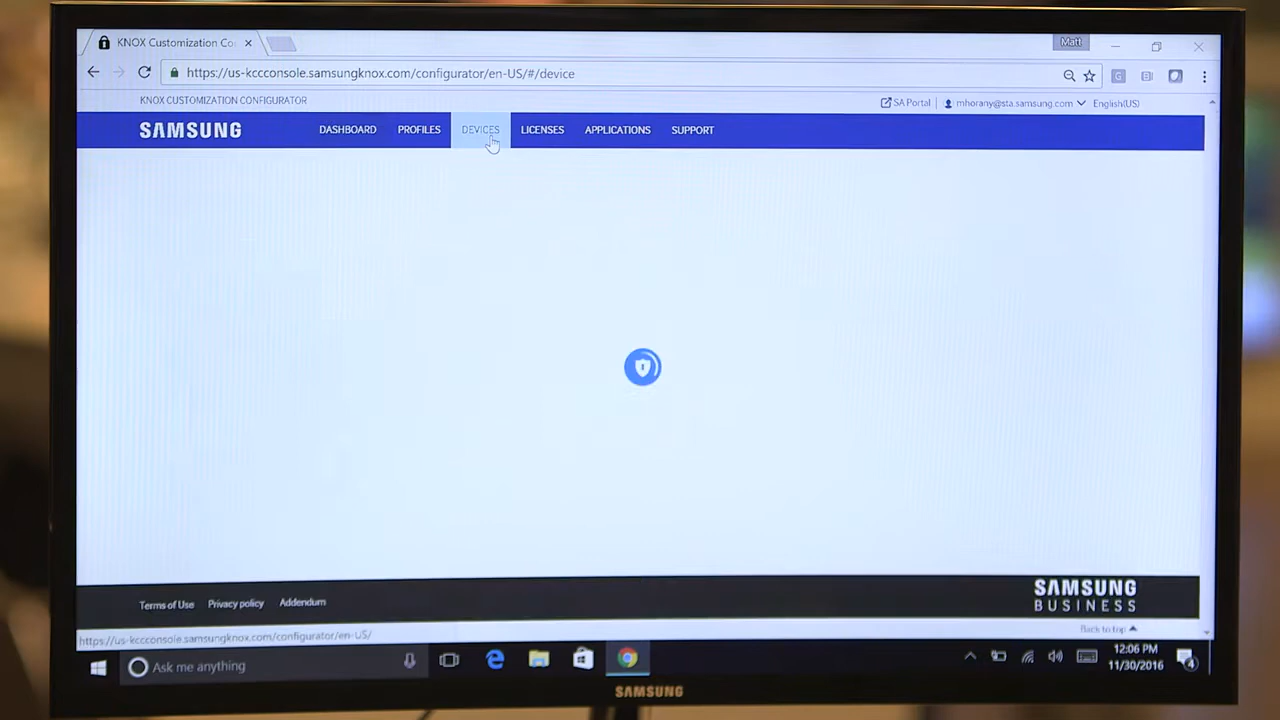 KNOX Customization Co
Matt
https://us-kccconsole.samsungknox.com/configurator/en-US/#/device
KNOX CUSTOMIZATION CONFIGURATOR
SA Portal
mhorany@sta.samsung.com
English(US)
SAMSUNG
DASHBOARD
PROFILES
DEVICES
LICENSES
APPLICATIONS
SUPPORT
Terms of Use
Privacy policy
Addendum
SAMSUNG
BUSINESS
Back to top
https://us-kccconsole.samsungknox.com/configurator/en-US/
Ask me anything
12:06 PM
11/30/2016
4
SAMSUNG